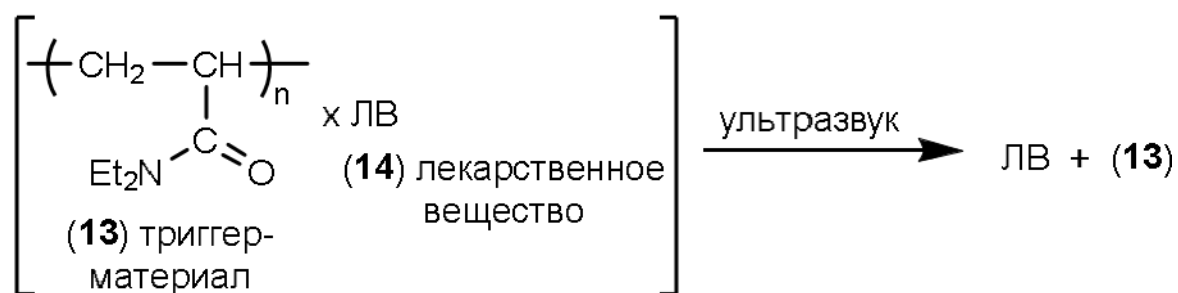 CH₂ — CH
n
C
Et₂N
O
(13) триггер-
материал
x ЛВ
(14) лекарственное
вещество
ультразвук
ЛВ + (13)